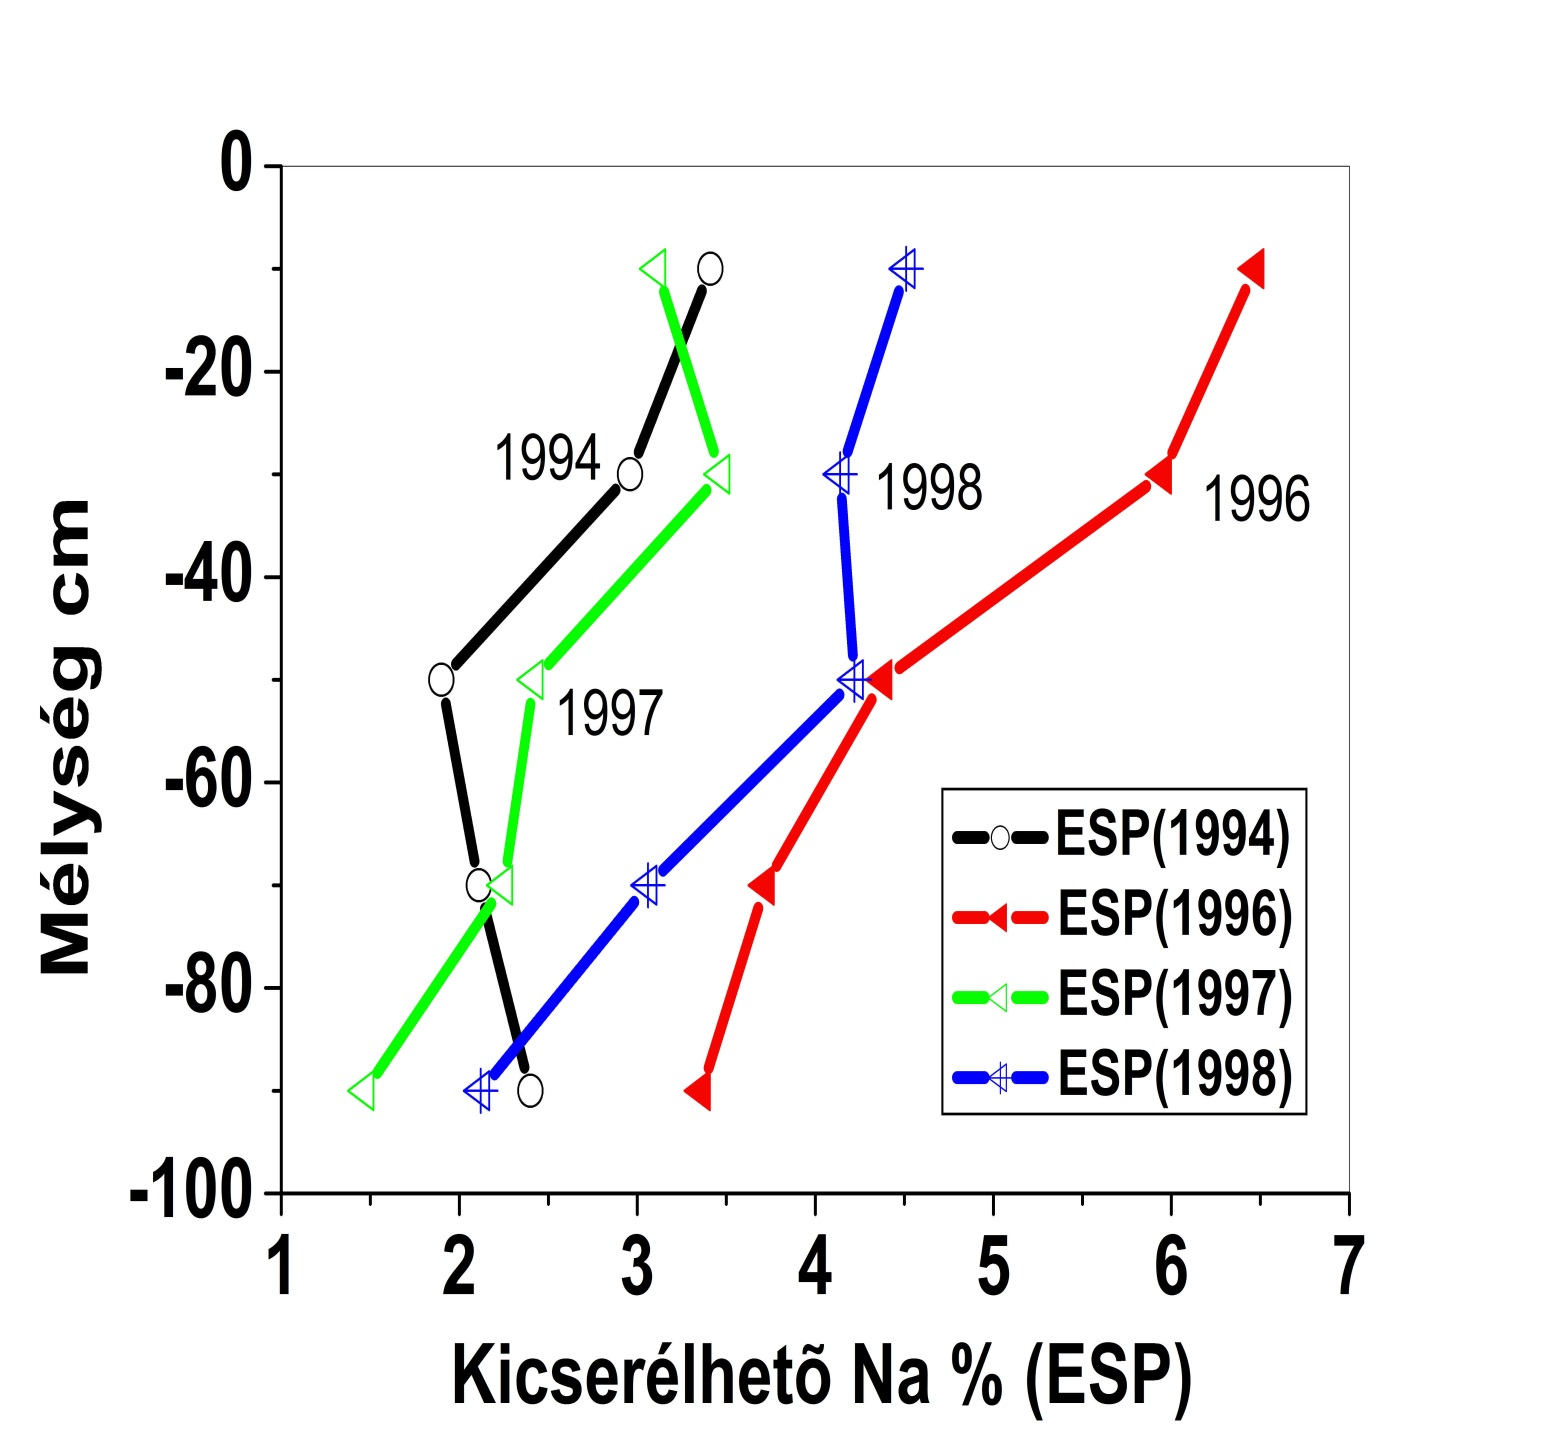 0
-20
-40
-60
-80
-100
Mélység cm
1994
1998
1996
1997
ESP(1994)
ESP(1996)
ESP(1997)
ESP(1998)
1 2 3 4 5 6 7
Kicserélhetõ Na % (ESP)